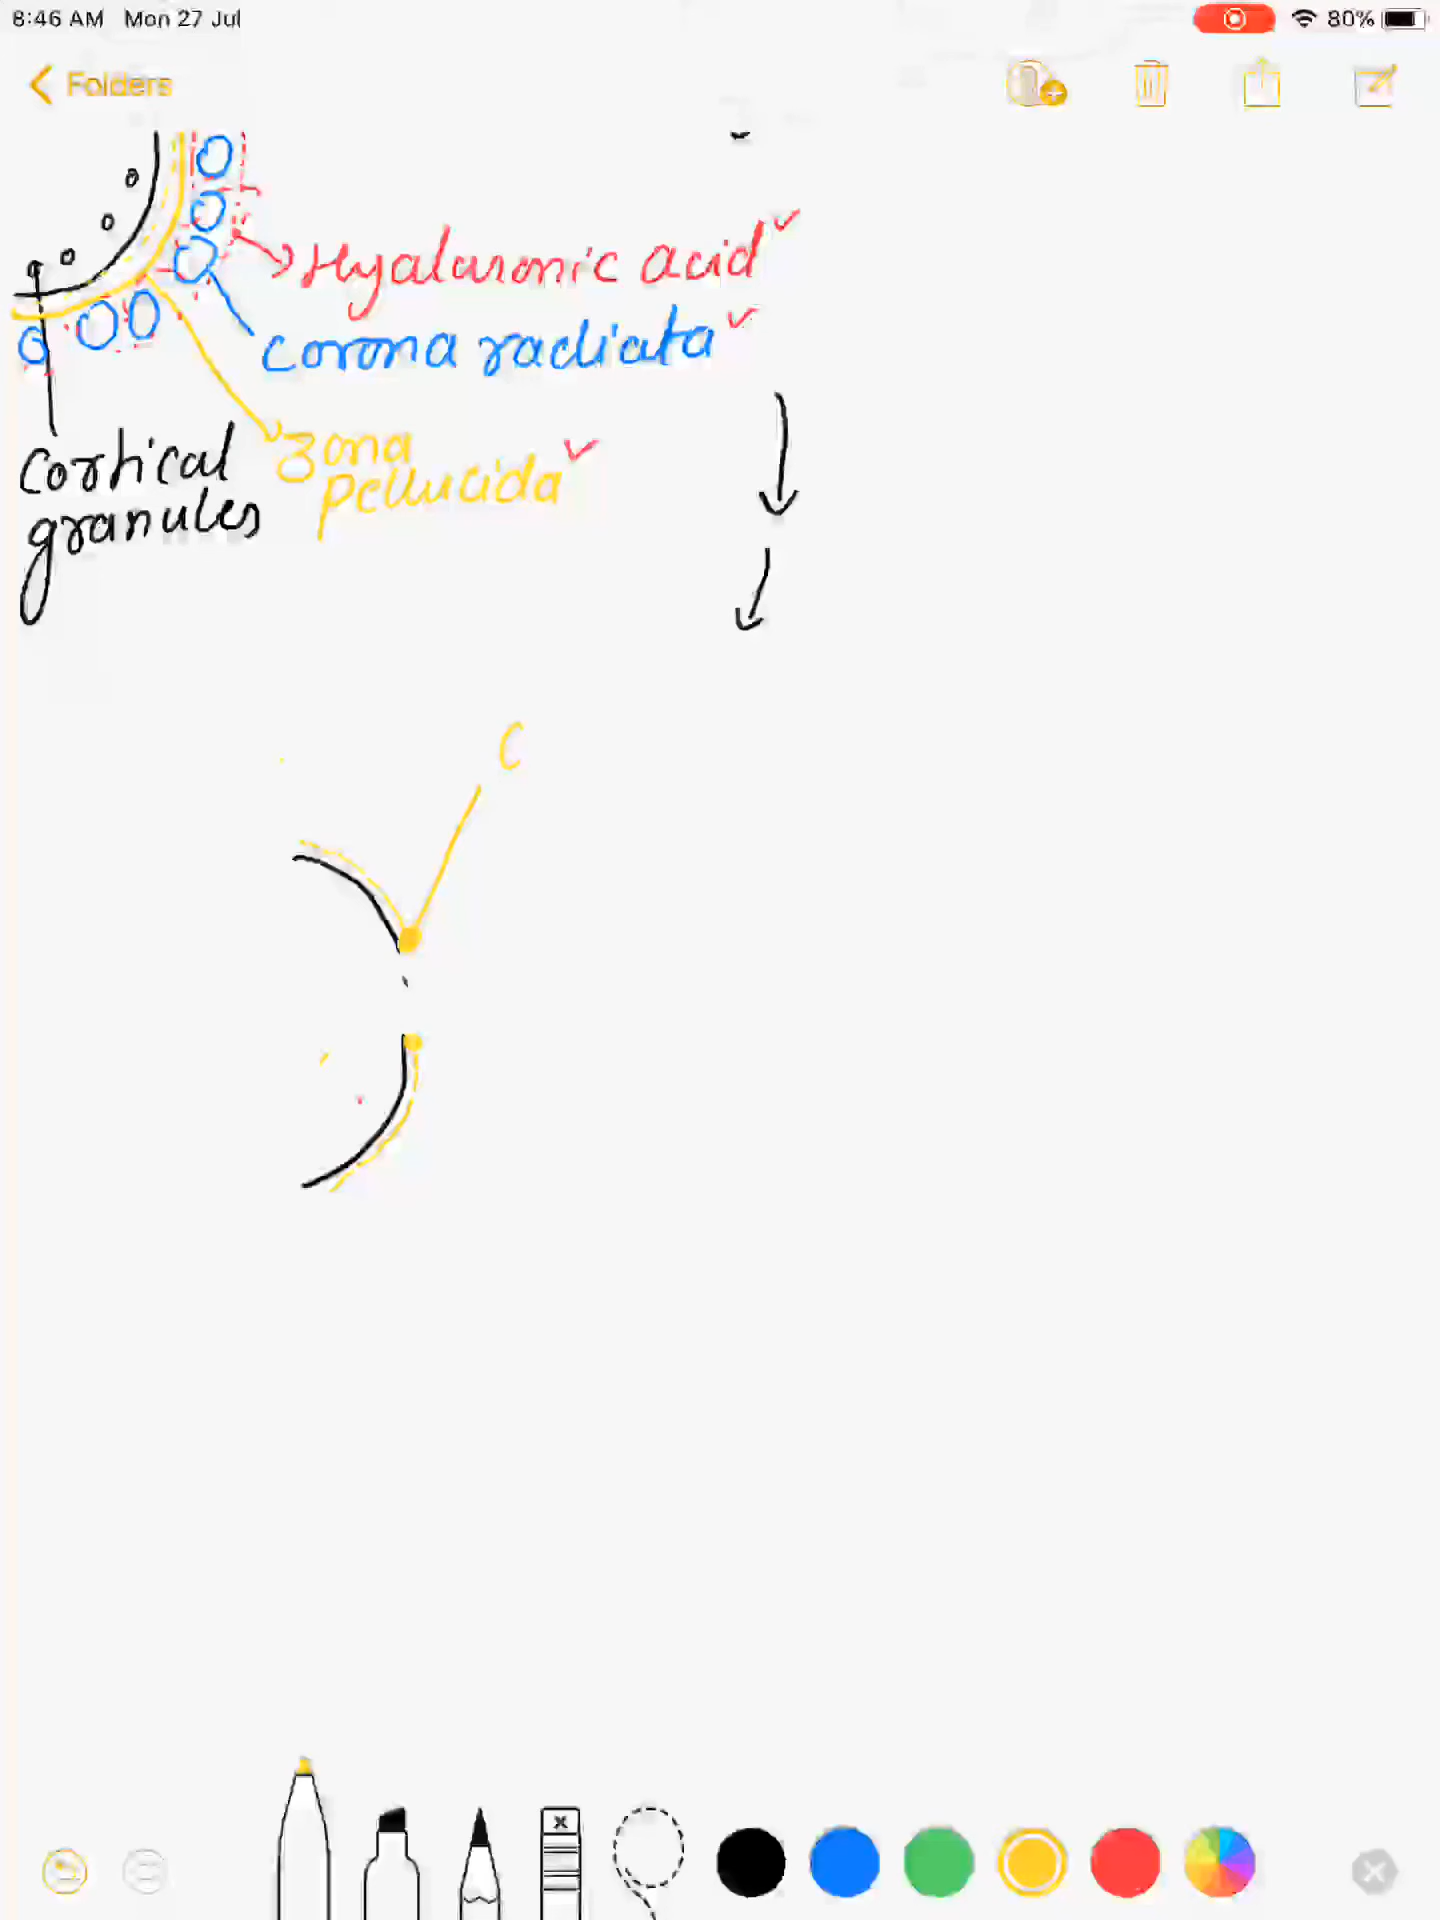 8:46 AM Mon 27 Jul
80%
Folders
Hyaluronic acid
corona radiata
Cortical
granules
Zona
pellucida
C